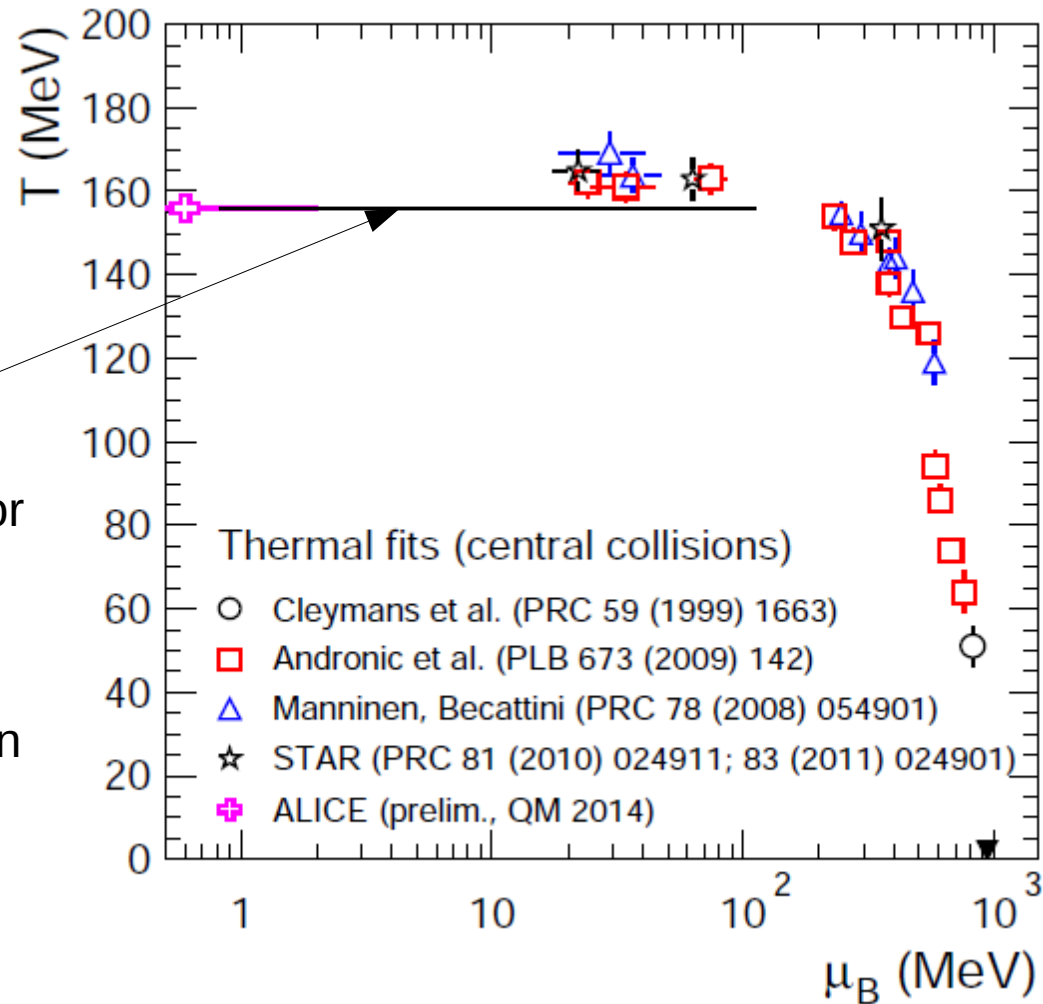 T (MeV)
200
180
160
140
120
100
80
60
40
20
0
or
n
Thermal fits (central collisions)
Cleymans et al. (PRC 59 (1999) 1663)
Andronic et al. (PLB 673 (2009) 142)
Manninen, Becattini (PRC 78 (2008) 054901)
STAR (PRC 81 (2010) 024911; 83 (2011) 024901)
ALICE (prelim., QM 2014)
1 10 10² 10³
μ_B (MeV)